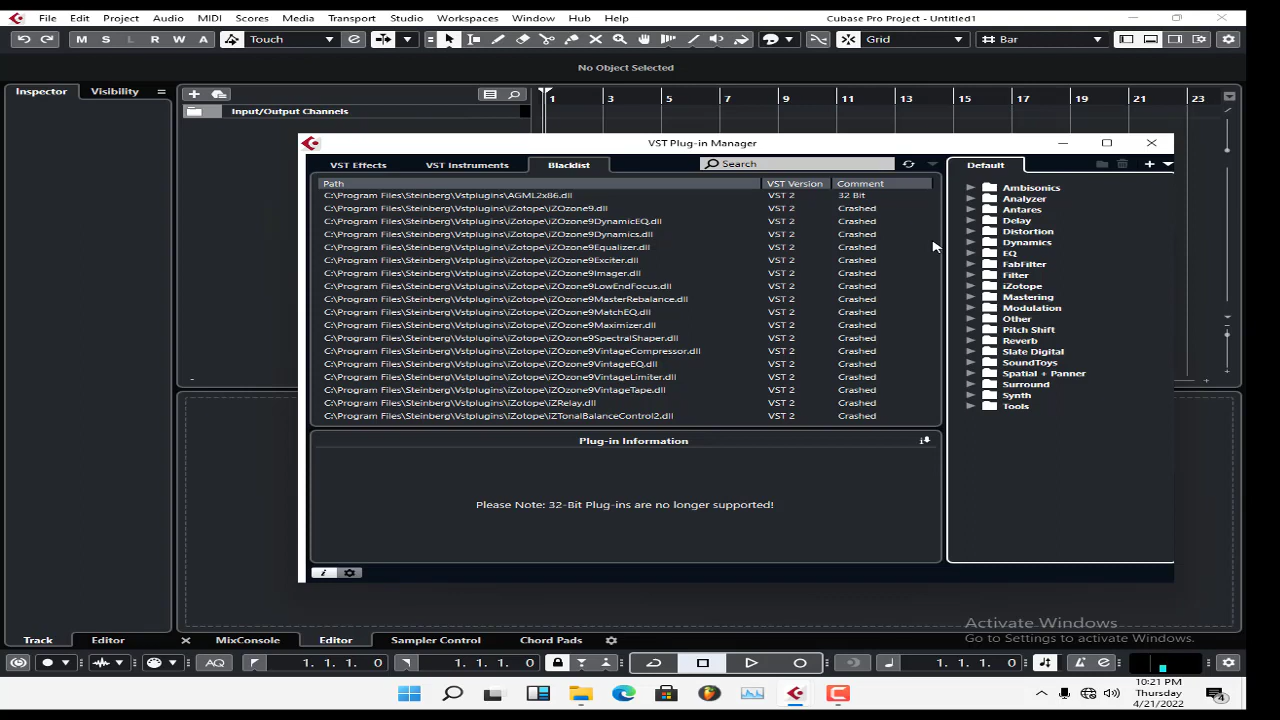 File Edit Project Audio MIDI Scores Media Transport Studio Workspaces Window Hub Help Cubase Pro Project - Untitled1
M S L R W A Touch Grid Bar
No Object Selected
Inspector Visibility
1 3 5 7 9 11 13 15 17 19 21 23
Input/Output Channels
VST Plug-in Manager
VST Effects VST Instruments Blacklist Search Default
Path VST Version Comment
C:\Program Files\Steinberg\Vstplugins\AGML2x86.dll VST 2 32 Bit
C:\Program Files\Steinberg\Vstplugins\iZotope\iZOzone9.dll VST 2 Crashed
C:\Program Files\Steinberg\Vstplugins\iZotope\iZOzone9DynamicEQ.dll VST 2 Crashed
C:\Program Files\Steinberg\Vstplugins\iZotope\iZOzone9Dynamics.dll VST 2 Crashed
C:\Program Files\Steinberg\Vstplugins\iZotope\iZOzone9Equalizer.dll VST 2 Crashed
C:\Program Files\Steinberg\Vstplugins\iZotope\iZOzone9Exciter.dll VST 2 Crashed
C:\Program Files\Steinberg\Vstplugins\iZotope\iZOzone9Imager.dll VST 2 Crashed
C:\Program Files\Steinberg\Vstplugins\iZotope\iZOzone9LowEndFocus.dll VST 2 Crashed
C:\Program Files\Steinberg\Vstplugins\iZotope\iZOzone9MasterRebalance.dll VST 2 Crashed
C:\Program Files\Steinberg\Vstplugins\iZotope\iZOzone9MatchEQ.dll VST 2 Crashed
C:\Program Files\Steinberg\Vstplugins\iZotope\iZOzone9Maximizer.dll VST 2 Crashed
C:\Program Files\Steinberg\Vstplugins\iZotope\iZOzone9SpectralShaper.dll VST 2 Crashed
C:\Program Files\Steinberg\Vstplugins\iZotope\iZOzone9VintageCompressor.dll VST 2 Crashed
C:\Program Files\Steinberg\Vstplugins\iZotope\iZOzone9VintageEQ.dll VST 2 Crashed
C:\Program Files\Steinberg\Vstplugins\iZotope\iZOzone9VintageLimiter.dll VST 2 Crashed
C:\Program Files\Steinberg\Vstplugins\iZotope\iZOzone9VintageTape.dll VST 2 Crashed
C:\Program Files\Steinberg\Vstplugins\iZotope\iZRelay.dll VST 2 Crashed
C:\Program Files\Steinberg\Vstplugins\iZotope\iZTonalBalanceControl2.dll VST 2 Crashed
Ambisonics
Analyzer
Antares
Delay
Distortion
Dynamics
EQ
FabFilter
Filter
iZotope
Mastering
Modulation
Other
Pitch Shift
Reverb
Slate Digital
SoundToys
Spatial + Panner
Surround
Synth
Tools
Plug-in Information
Please Note: 32-Bit Plug-ins are no longer supported!
Activate Windows
Go to Settings to activate Windows.
Track Editor MixConsole Editor Sampler Control Chord Pads
AQ 1. 1. 1. 0 1. 1. 1. 0 1. 1. 1. 0
10:21 PM
Thursday
4/21/2022
4